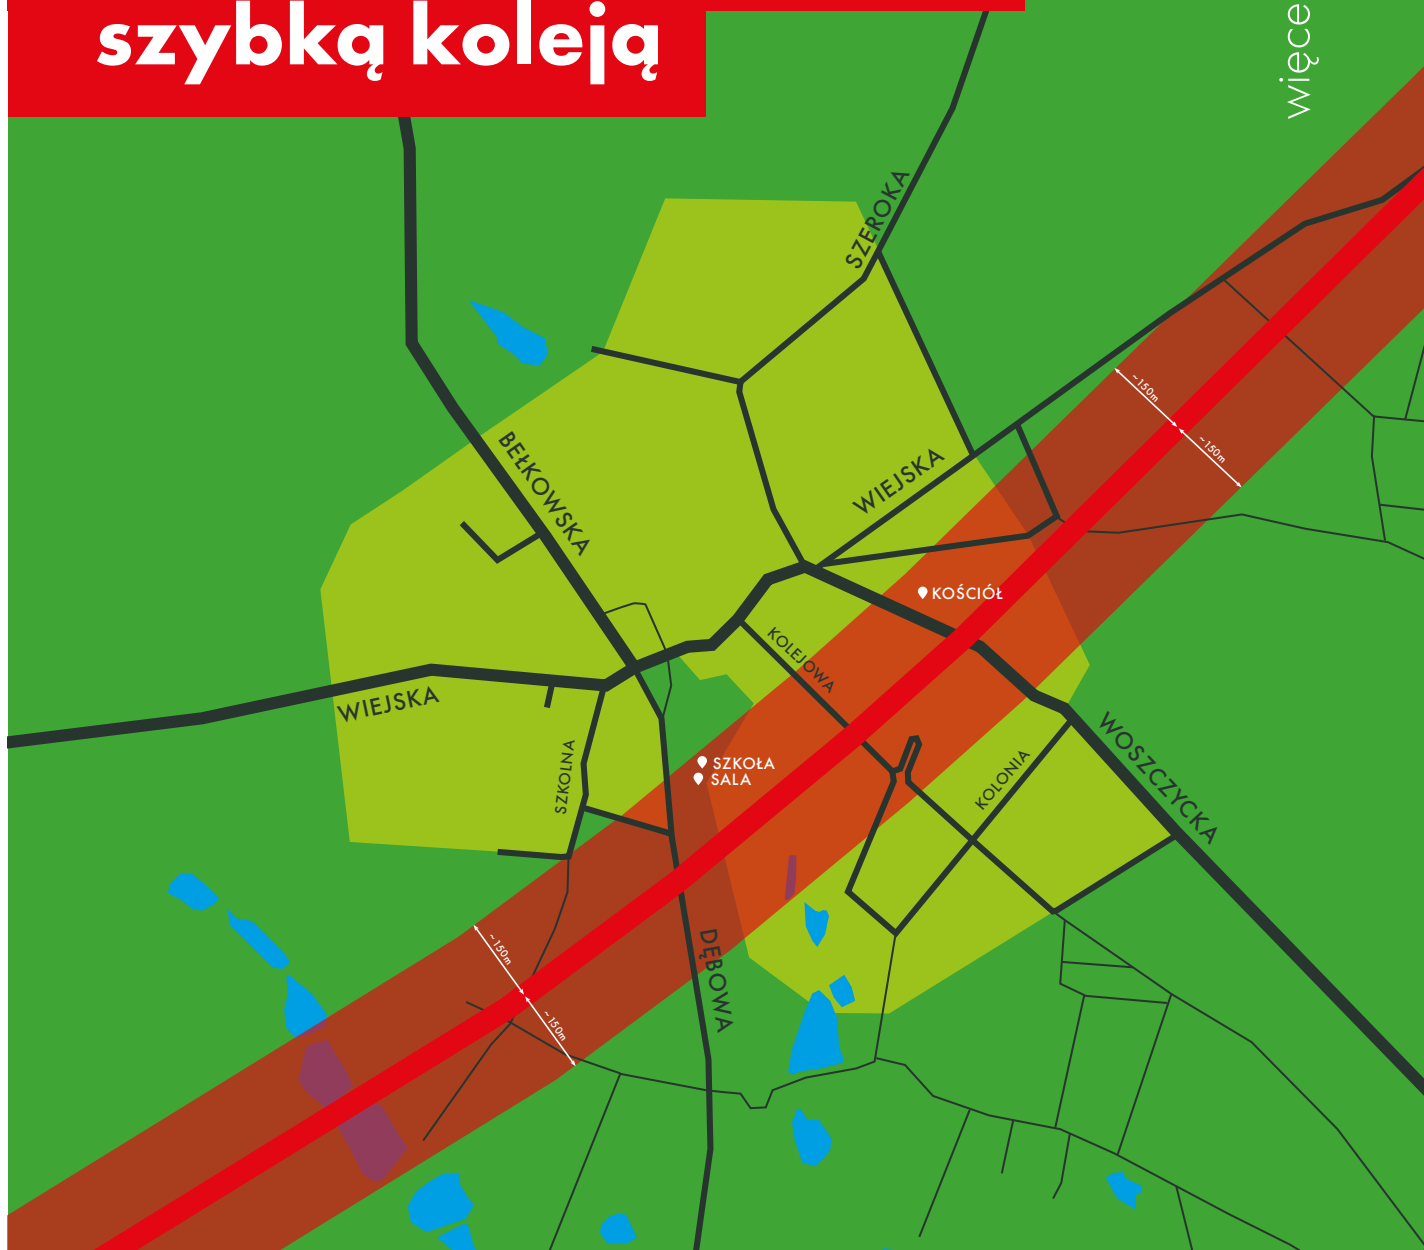 szybką koleją
Więce
SZEROKA
~150m
~150m
BEŁKOWSKA
WIEJSKA
KOŚCIÓŁ
KOLEJOWA
WIEJSKA
SZKOLNA
SZKOŁA
SALA
KOLONIA
WOSZCZYCKA
DĘBOWA
~150m
~150m